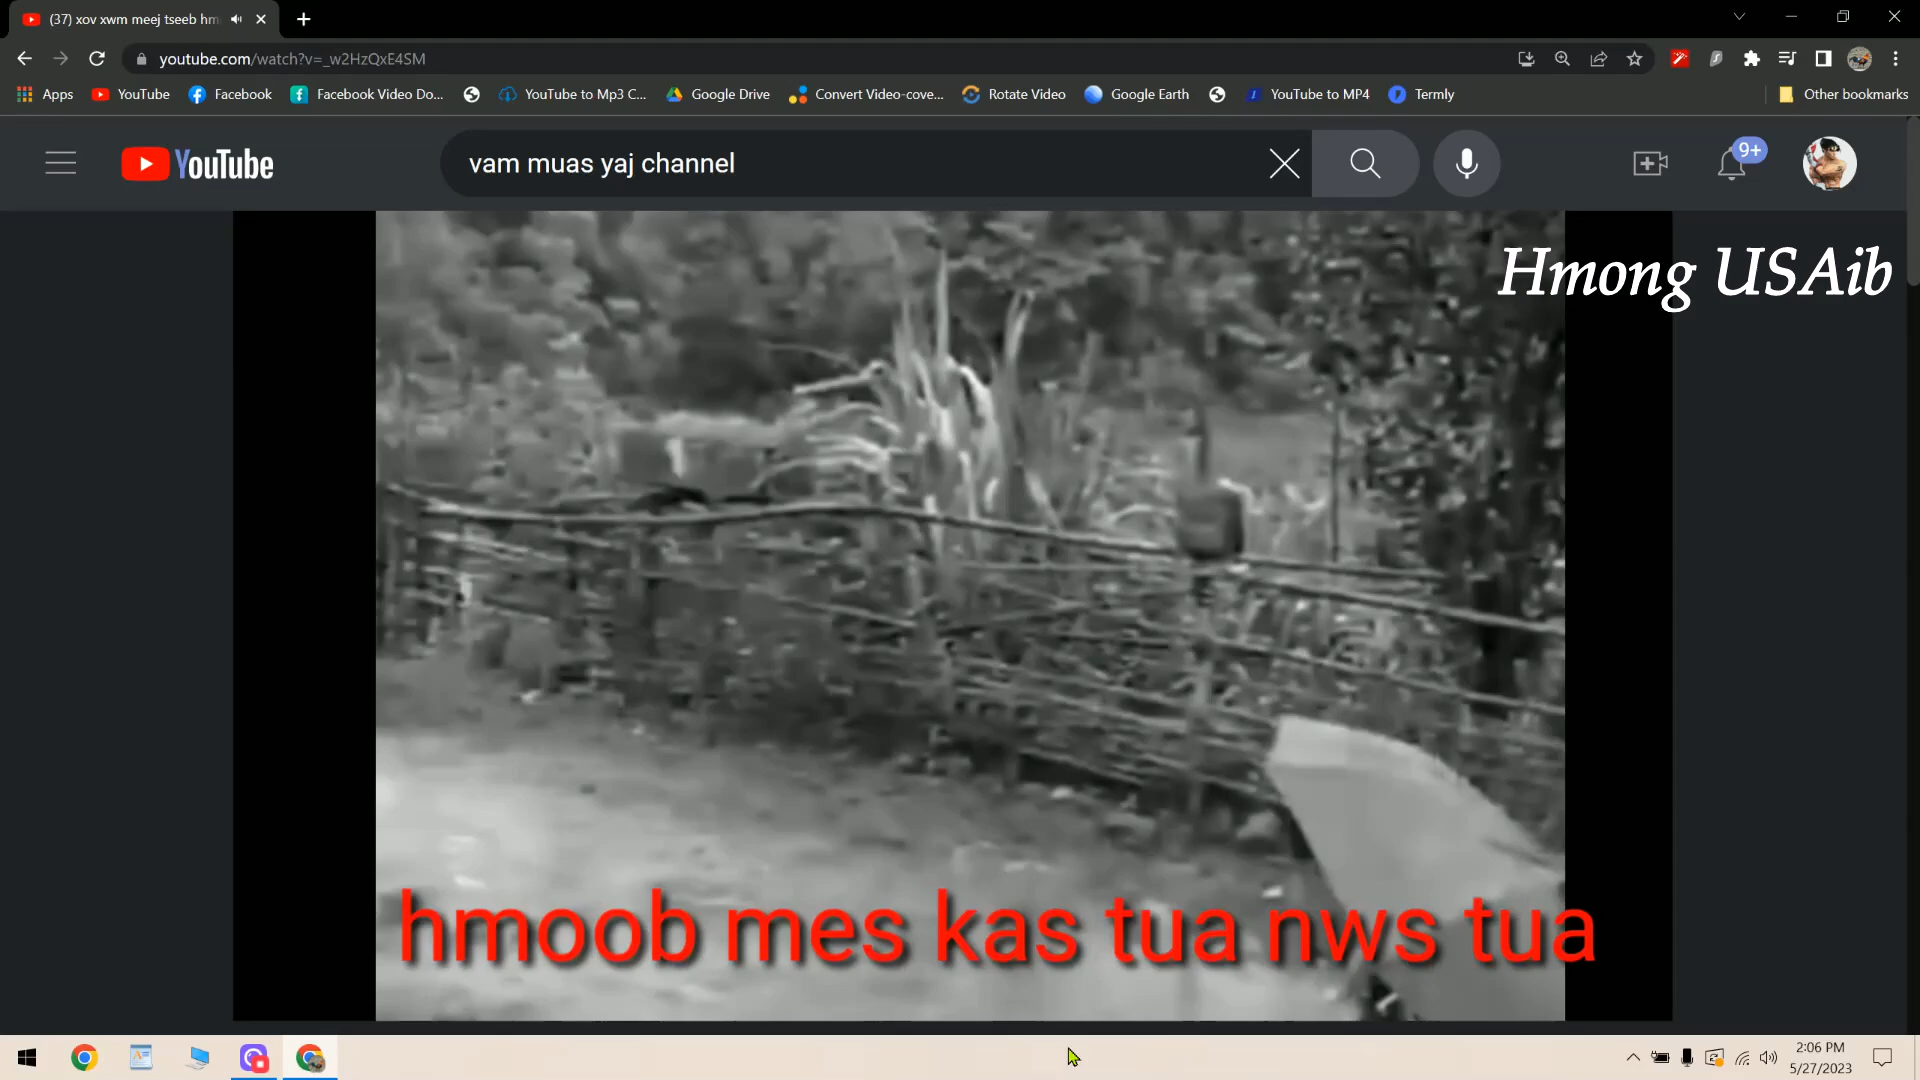 (37) xov xwm meej tseeb hm
youtube.com/watch?v=_w2HzQxE4SM
Apps YouTube Facebook Facebook Video Do... YouTube to Mp3 C... Google Drive Convert Video-cove... Rotate Video Google Earth YouTube to MP4 Termly Other bookmarks
YouTube vam muas yaj channel 9+
Hmong USAib
hmoob mes kas tua nws tua
2:06 PM
5/27/2023